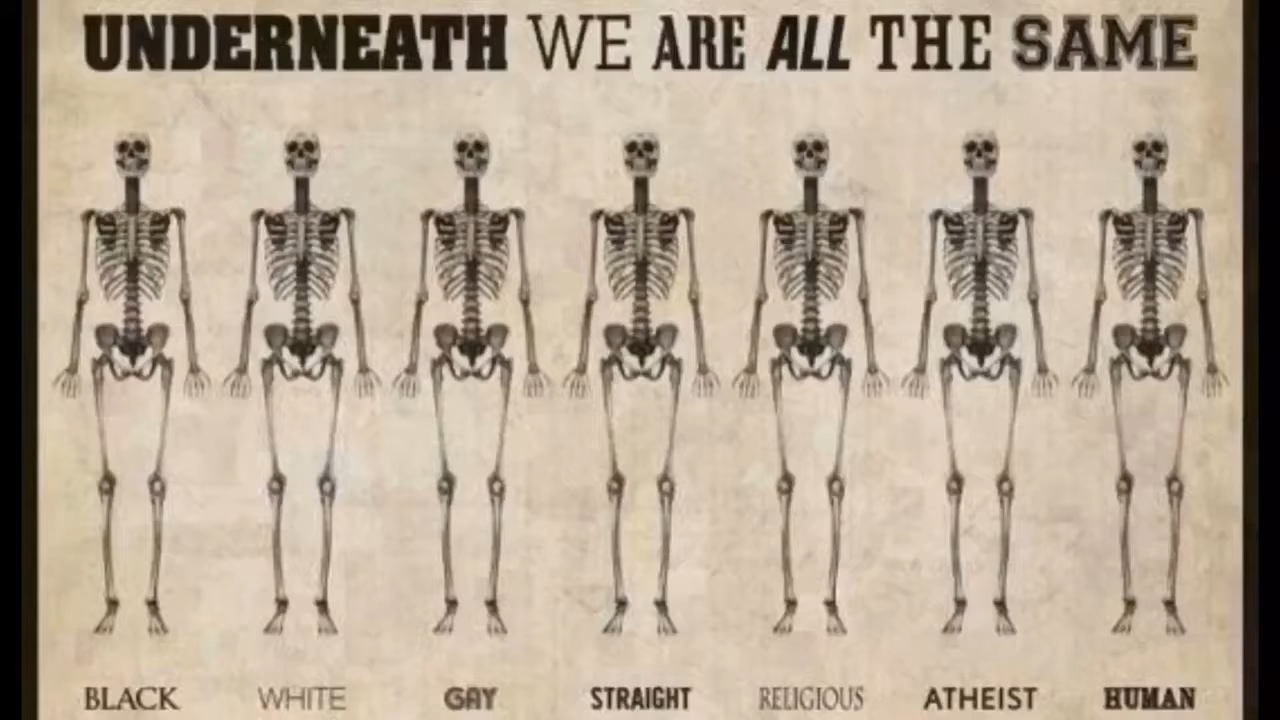 UNDERNEATH WE ARE ALL THE SAME
BLACK WHITE GAY STRAIGHT RELIGIOUS ATHEIST HUMAN